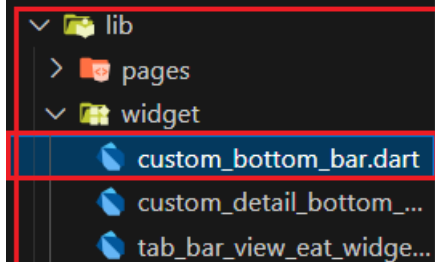 lib
pages
widget
custom_bottom_bar.dart
custom_detail_bottom_...
tab_bar_view_eat_widge...